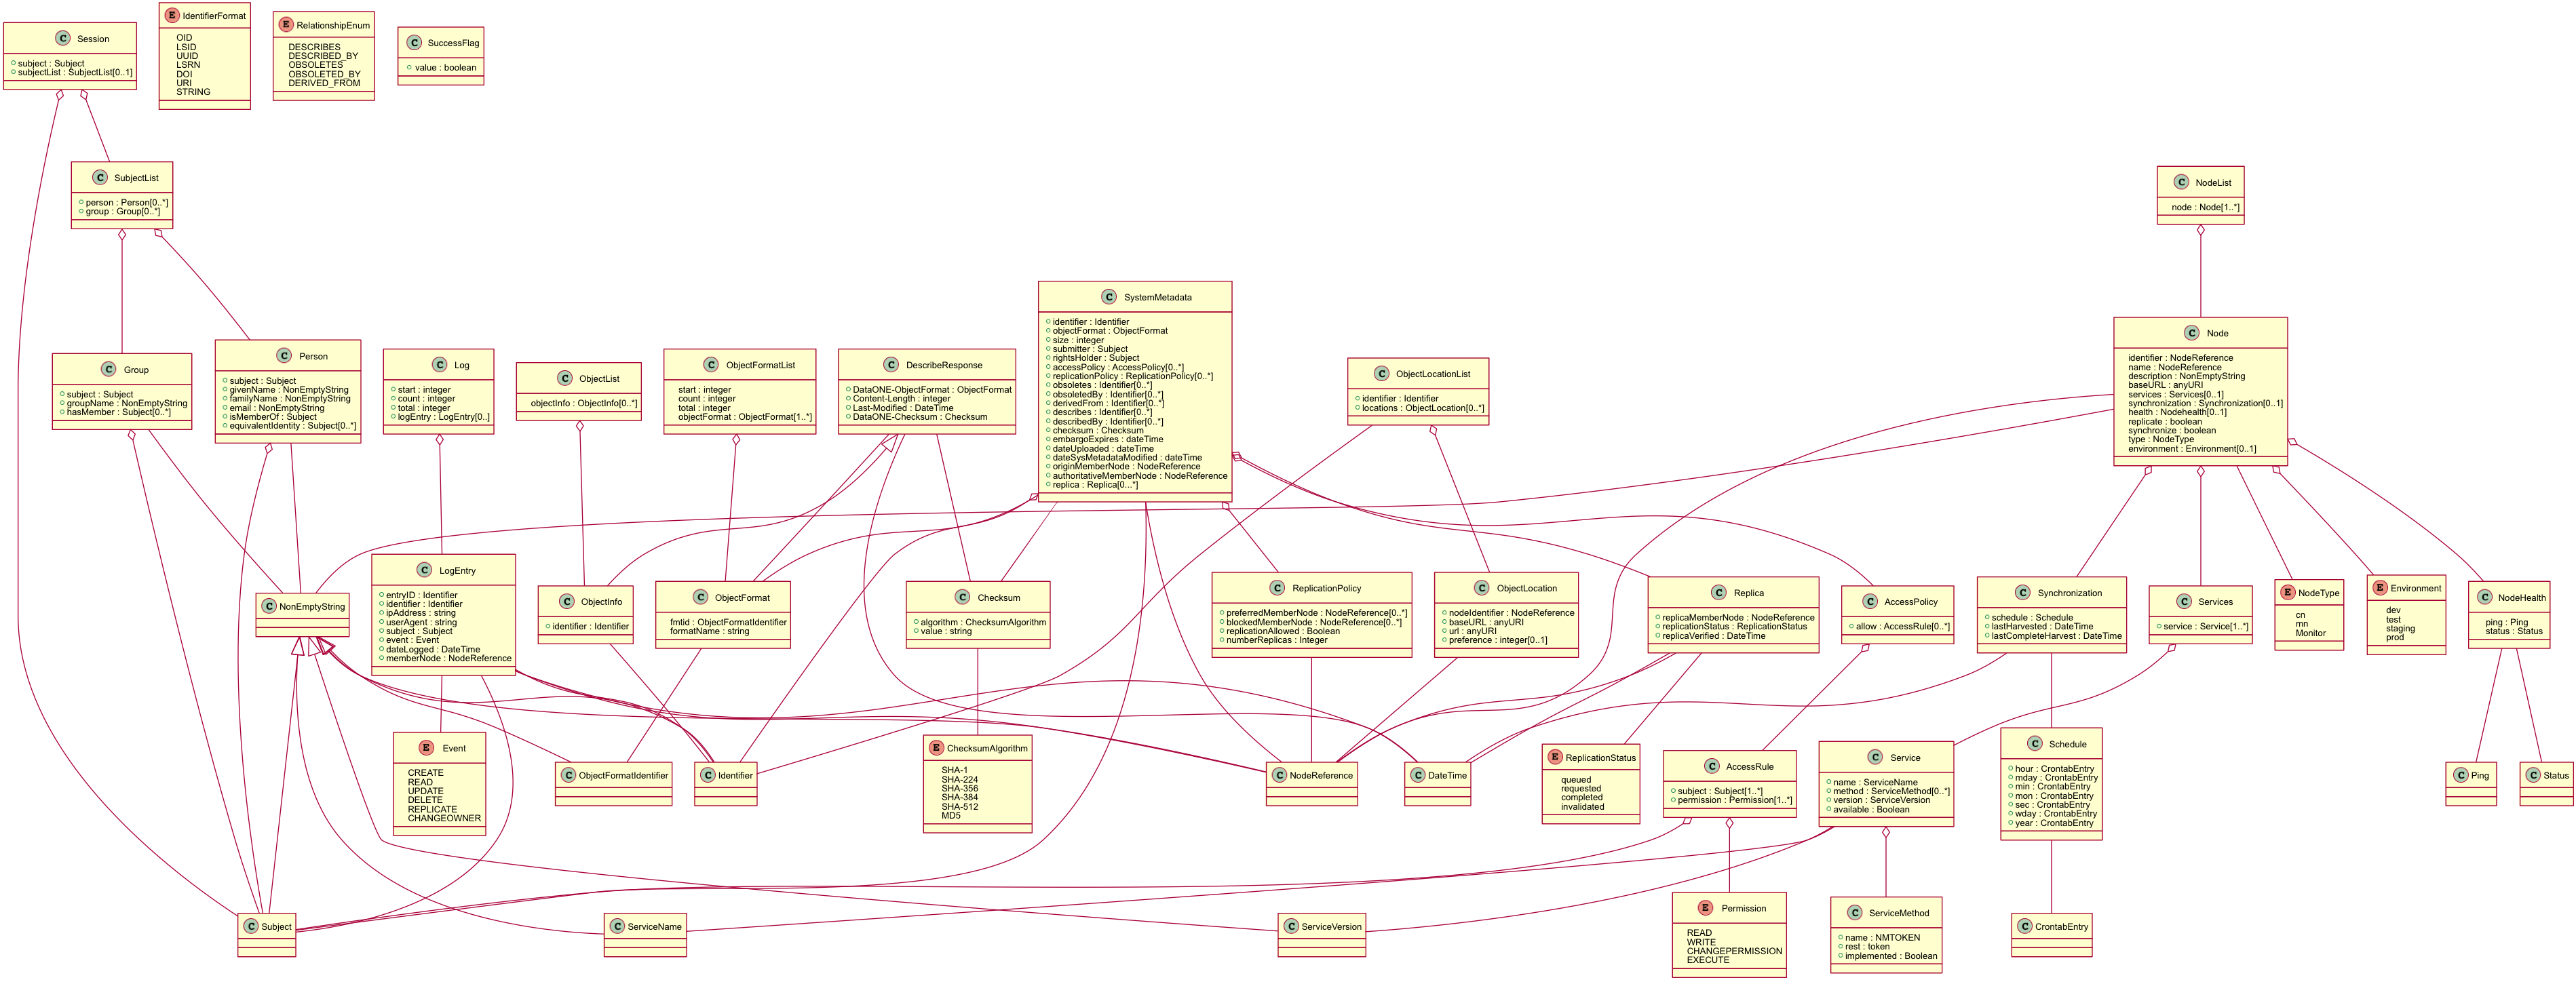 C Session
subject : Subject
subjectList : SubjectList[0..1]
E IdentifierFormat
OID
LSID
UUID
LSRN
DOI
URI
STRING
E RelationshipEnum
DESCRIBES
DESCRIBED_BY
OBSOLETES
OBSOLETED_BY
DERIVED_FROM
C SuccessFlag
value : boolean
C SubjectList
person : Person[0..*]
group : Group[0..*]
C NodeList
node : Node[1..*]
C Group
subject : Subject
groupName : NonEmptyString
hasMember : Subject[0..*]
C Person
subject : Subject
givenName : NonEmptyString
familyName : NonEmptyString
email : NonEmptyString
isMemberOf : Subject
equivalentIdentity : Subject[0..*]
C Log
start : integer
count : integer
total : integer
logEntry : LogEntry[0..]
C ObjectList
objectInfo : ObjectInfo[0..*]
C ObjectFormatList
start : integer
count : integer
total : integer
objectFormat : ObjectFormat[1..*]
C DescribeResponse
DataONE-ObjectFormat : ObjectFormat
Content-Length : integer
Last-Modified : DateTime
DataONE-Checksum : Checksum
C SystemMetadata
identifier : Identifier
objectFormat : ObjectFormat
size : integer
submitter : Subject
rightsHolder : Subject
accessPolicy : AccessPolicy[0..*]
replicationPolicy : ReplicationPolicy[0..*]
obsoletes : Identifier[0..*]
obsoletedBy : Identifier[0..*]
derivedFrom : Identifier[0..*]
describes : Identifier[0..*]
describedBy : Identifier[0..*]
checksum : Checksum
embargoExpires : dateTime
dateUploaded : dateTime
dateSysMetadataModified : dateTime
originMemberNode : NodeReference
authoritativeMemberNode : NodeReference
replica : Replica[0...*]
C ObjectLocationList
identifier : Identifier
locations : ObjectLocation[0..*]
C Node
identifier : NodeReference
name : NodeReference
description : NonEmptyString
baseURL : anyURI
services : Services[0..1]
synchronization : Synchronization[0..1]
health : Nodehealth[0..1]
replicate : boolean
synchronize : boolean
type : NodeType
environment : Environment[0..1]
C NonEmptyString
C LogEntry
entryID : Identifier
identifier : Identifier
ipAddress : string
userAgent : string
subject : Subject
event : Event
dateLogged : DateTime
memberNode : NodeReference
C ObjectInfo
identifier : Identifier
C ObjectFormat
fmtid : ObjectFormatIdentifier
formatName : string
C Checksum
algorithm : ChecksumAlgorithm
value : string
C ReplicationPolicy
preferredMemberNode : NodeReference[0..*]
blockedMemberNode : NodeReference[0..*]
replicationAllowed : Boolean
numberReplicas : Integer
C ObjectLocation
nodeIdentifier : NodeReference
baseURL : anyURI
url : anyURI
preference : integer[0..1]
C Replica
replicaMemberNode : NodeReference
replicationStatus : ReplicationStatus
replicaVerified : DateTime
C AccessPolicy
allow : AccessRule[0..*]
C Synchronization
schedule : Schedule
lastHarvested : DateTime
lastCompleteHarvest : DateTime
C Services
service : Service[1..*]
E NodeType
cn
mn
Monitor
E Environment
dev
test
staging
prod
C NodeHealth
ping : Ping
status : Status
E Event
CREATE
READ
UPDATE
DELETE
REPLICATE
CHANGEOWNER
C ObjectFormatIdentifier
C Identifier
E ChecksumAlgorithm
SHA-1
SHA-224
SHA-356
SHA-384
SHA-512
MD5
C NodeReference
C DateTime
E ReplicationStatus
queued
requested
completed
invalidated
C AccessRule
subject : Subject[1..*]
permission : Permission[1..*]
C Service
name : ServiceName
method : ServiceMethod[0..*]
version : ServiceVersion
available : Boolean
C Schedule
hour : CrontabEntry
mday : CrontabEntry
min : CrontabEntry
mon : CrontabEntry
sec : CrontabEntry
wday : CrontabEntry
year : CrontabEntry
C Ping
C Status
C Subject
C ServiceName
C ServiceVersion
E Permission
READ
WRITE
CHANGEPERMISSION
EXECUTE
C ServiceMethod
name : NMTOKEN
rest : token
implemented : Boolean
C CrontabEntry